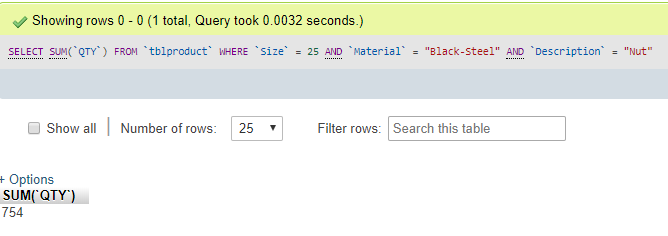 Showing rows 0 - 0 (1 total, Query took 0.0032 seconds.)
SELECT SUM(`QTY`) FROM `tblproduct` WHERE `Size` = 25 AND `Material` = "Black-Steel" AND `Description` = "Nut"
Show all Number of rows: 25 Filter rows: Search this table
+ Options
SUM(`QTY`)
754